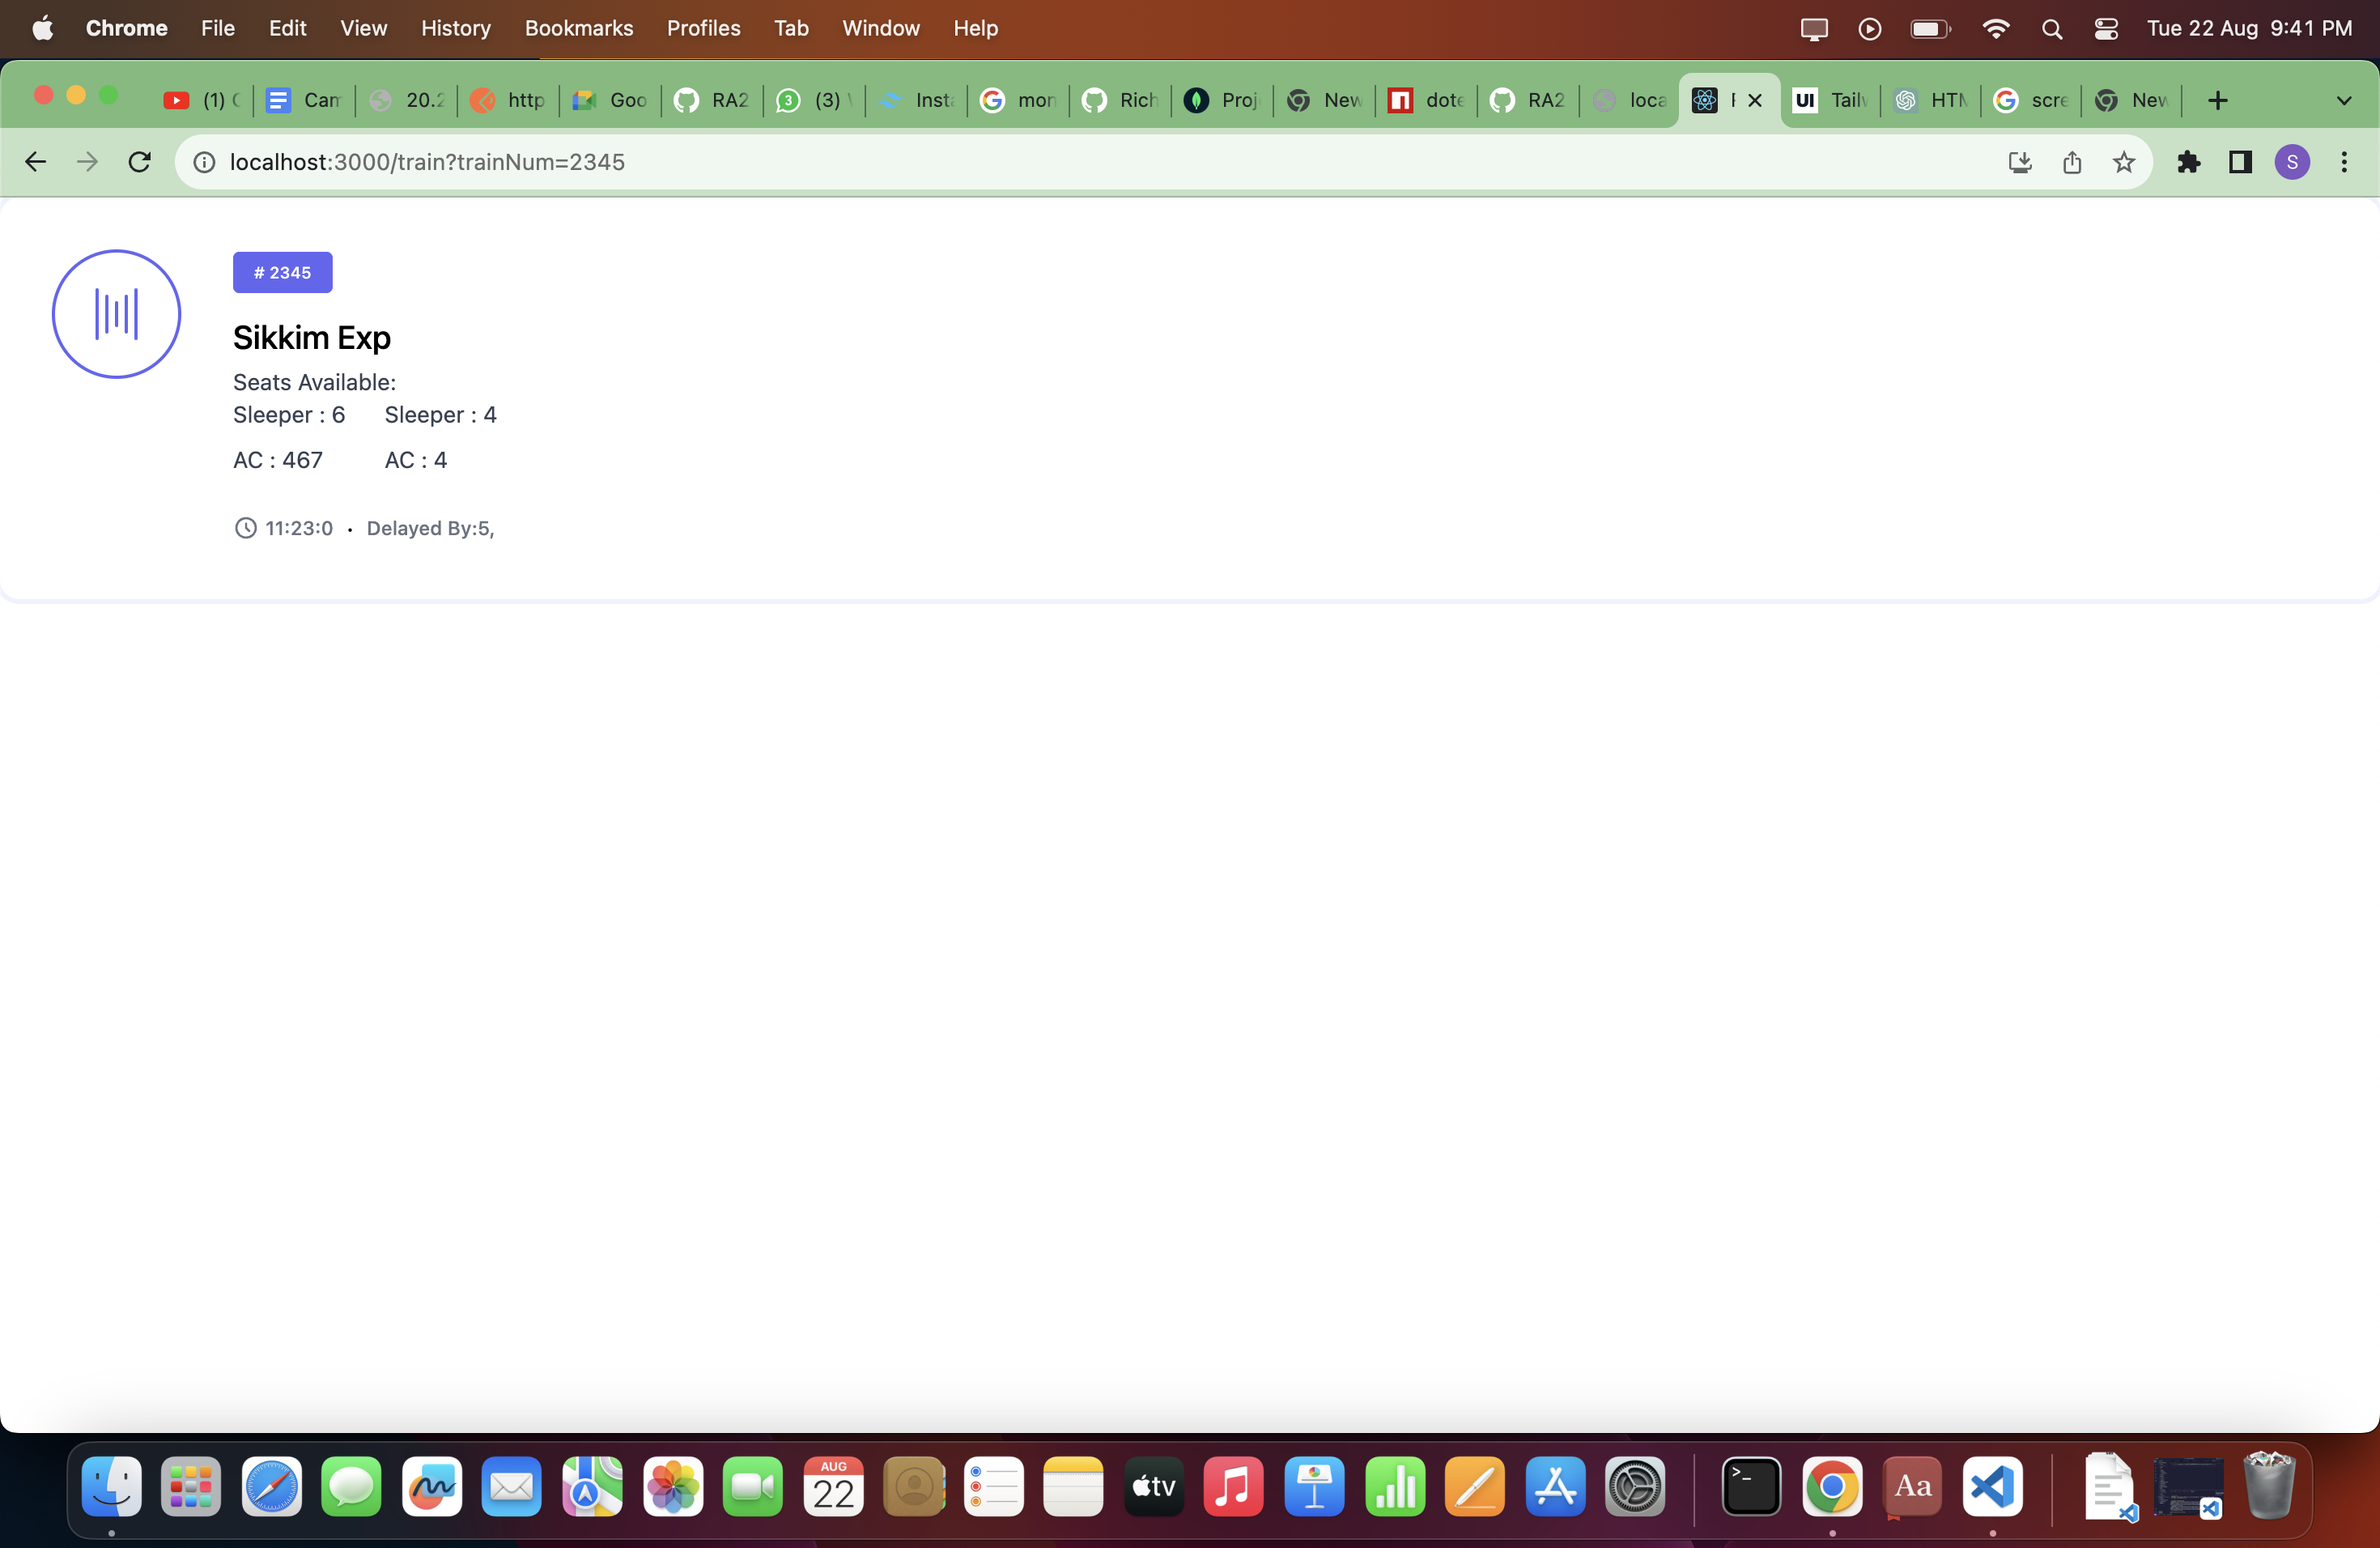 Chrome File Edit View History Bookmarks Profiles Tab Window Help Tue 22 Aug 9:41 PM
(1) Cam 20.2 http Goo RA2 3 (3) Insta mon Rich Proj New dote RA2 loca UI Tailw HTM scre New
localhost:3000/train?trainNum=2345 S
# 2345
Sikkim Exp
Seats Available:
Sleeper : 6 Sleeper : 4
AC : 467 AC : 4
11:23:0 · Delayed By:5,
AUG
22
tv
>_
Aa